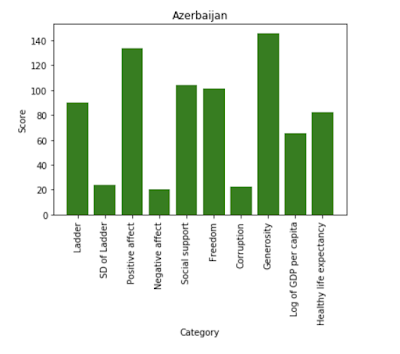 Azerbaijan
140
120
100
80
60
40
20
0
Score
Ladder
SD of Ladder
Positive affect
Negative affect
Social support
Freedom
Corruption
Generosity
Log of GDP per capita
Healthy life expectancy
Category